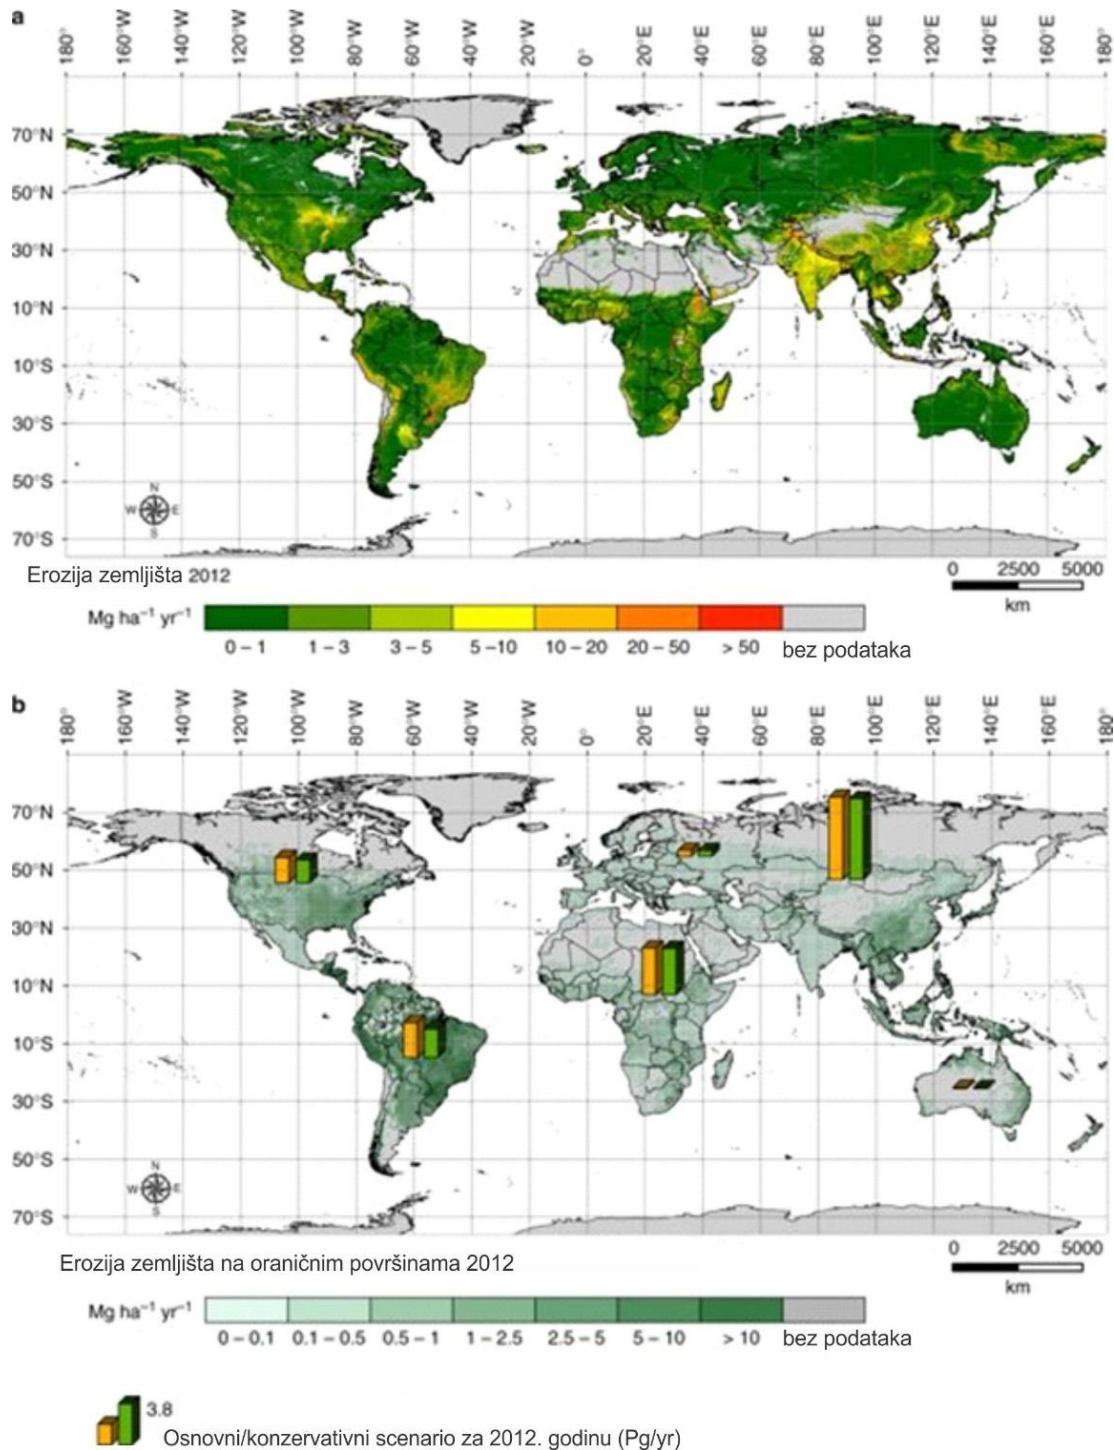 a
180° 160°W 140°W 120°W 100°W 80°W 60°W 40°W 20°W 0° 20°E 40°E 60°E 80°E 100°E 120°E 140°E 160°E 180°
70°N
50°N
30°N
10°N
10°S
30°S
50°S
70°S
N
W E
S
Erozija zemljišta 2012
0 2500 5000
km
Mg ha⁻¹ yr⁻¹
0 – 1 1 – 3 3 – 5 5 – 10 10 – 20 20 – 50 > 50 bez podataka
b
180° 160°W 140°W 120°W 100°W 80°W 60°W 40°W 20°W 0° 20°E 40°E 60°E 80°E 100°E 120°E 140°E 160°E 180°
70°N
50°N
30°N
10°N
10°S
30°S
50°S
70°S
N
W E
S
Erozija zemljišta na oraničnim površinama 2012
0 2500 5000
km
Mg ha⁻¹ yr⁻¹
0 – 0.1 0.1 – 0.5 0.5 – 1 1 – 2.5 2.5 – 5 5 – 10 > 10 bez podataka
3.8
Osnovni/konzervativni scenario za 2012. godinu (Pg/yr)